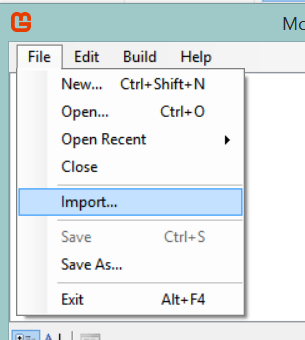 Mo
File Edit Build Help
New... Ctrl+Shift+N
Open... Ctrl+O
Open Recent
Close
Import...
Save Ctrl+S
Save As...
Exit Alt+F4